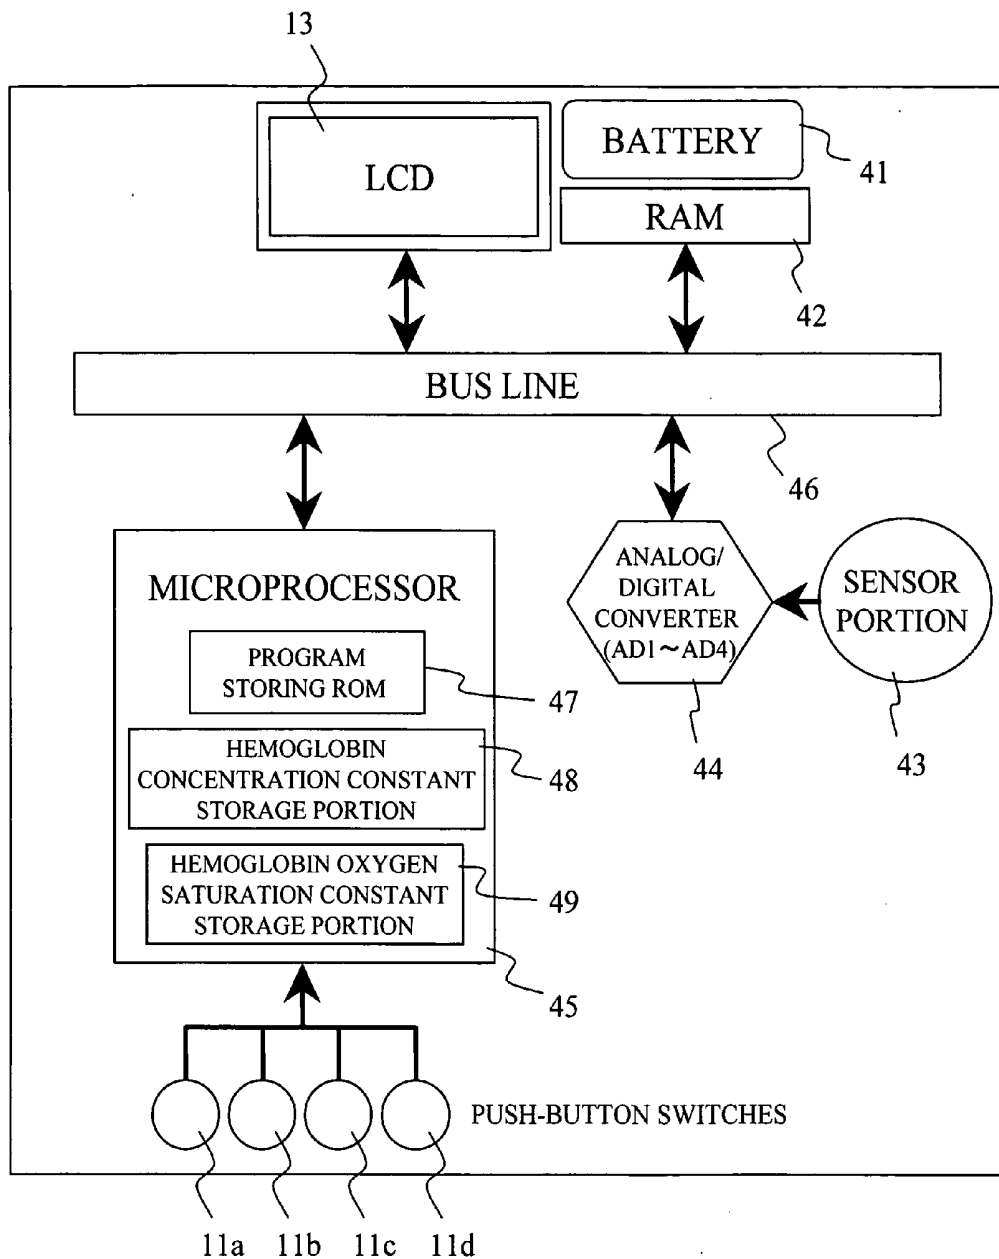 13
LCD
BATTERY
41
RAM
42
BUS LINE
46
MICROPROCESSOR
PROGRAM
STORING ROM
47
HEMOGLOBIN
CONCENTRATION CONSTANT
STORAGE PORTION
48
HEMOGLOBIN OXYGEN
SATURATION CONSTANT
STORAGE PORTION
49
45
ANALOG/
DIGITAL
CONVERTER
(AD1～AD4)
44
SENSOR
PORTION
43
PUSH-BUTTON SWITCHES
11a 11b 11c 11d